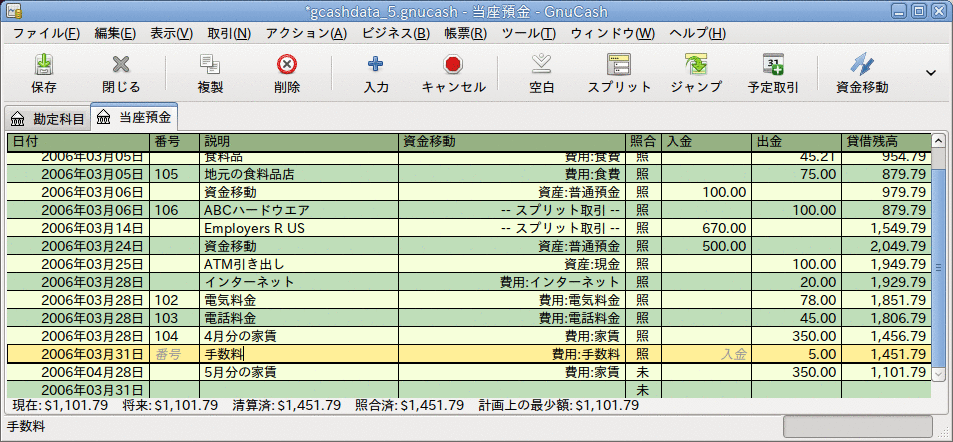 *gcashdata_5.gnucash - 当座預金 - GnuCash
ファイル(F) 編集(E) 表示(V) 取引(N) アクション(A) ビジネス(B) 帳票(R) ツール(T) ウィンドウ(W) ヘルプ(H)
保存 閉じる 複製 削除 入力 キャンセル 空白 スプリット ジャンプ 予定取引 資金移動
勘定科目 当座預金
日付 番号 説明 資金移動 照合 入金 出金 貸借残高
2006年03月05日 食料品 費用:食費 照 45.21 954.79
2006年03月05日 105 地元の食料品店 費用:食費 照 75.00 879.79
2006年03月06日 資金移動 資産:普通預金 照 100.00 979.79
2006年03月06日 106 ABCハードウエア -- スプリット取引 -- 照 100.00 879.79
2006年03月14日 Employers R US -- スプリット取引 -- 照 670.00 1,549.79
2006年03月24日 資金移動 資産:普通預金 照 500.00 2,049.79
2006年03月25日 ATM引き出し 資産:現金 照 100.00 1,949.79
2006年03月28日 インターネット 費用:インターネット 照 20.00 1,929.79
2006年03月28日 102 電気料金 費用:電気料金 照 78.00 1,851.79
2006年03月28日 103 電話料金 費用:電話料金 照 45.00 1,806.79
2006年03月28日 104 4月分の家賃 費用:家賃 照 350.00 1,456.79
2006年03月31日 番号 手数料 費用:手数料 照 入金 5.00 1,451.79
2006年04月28日 5月分の家賃 費用:家賃 未 350.00 1,101.79
2006年03月31日 未
現在: $1,101.79 将来: $1,101.79 清算済: $1,451.79 照合済: $1,451.79 計画上の最少額: $1,101.79
手数料